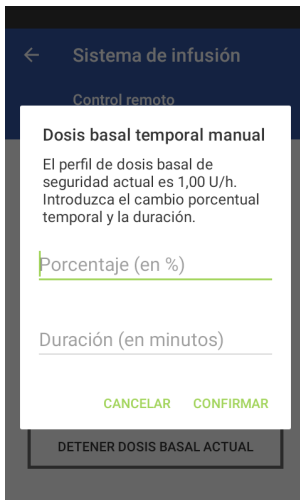 Sistema de infusión
Control remoto
Dosis basal temporal manual
El perfil de dosis basal de
seguridad actual es 1,00 U/h.
Introduzca el cambio porcentual
temporal y la duración.
Porcentaje (en %)
Duración (en minutos)
CANCELAR CONFIRMAR
DETENER DOSIS BASAL ACTUAL